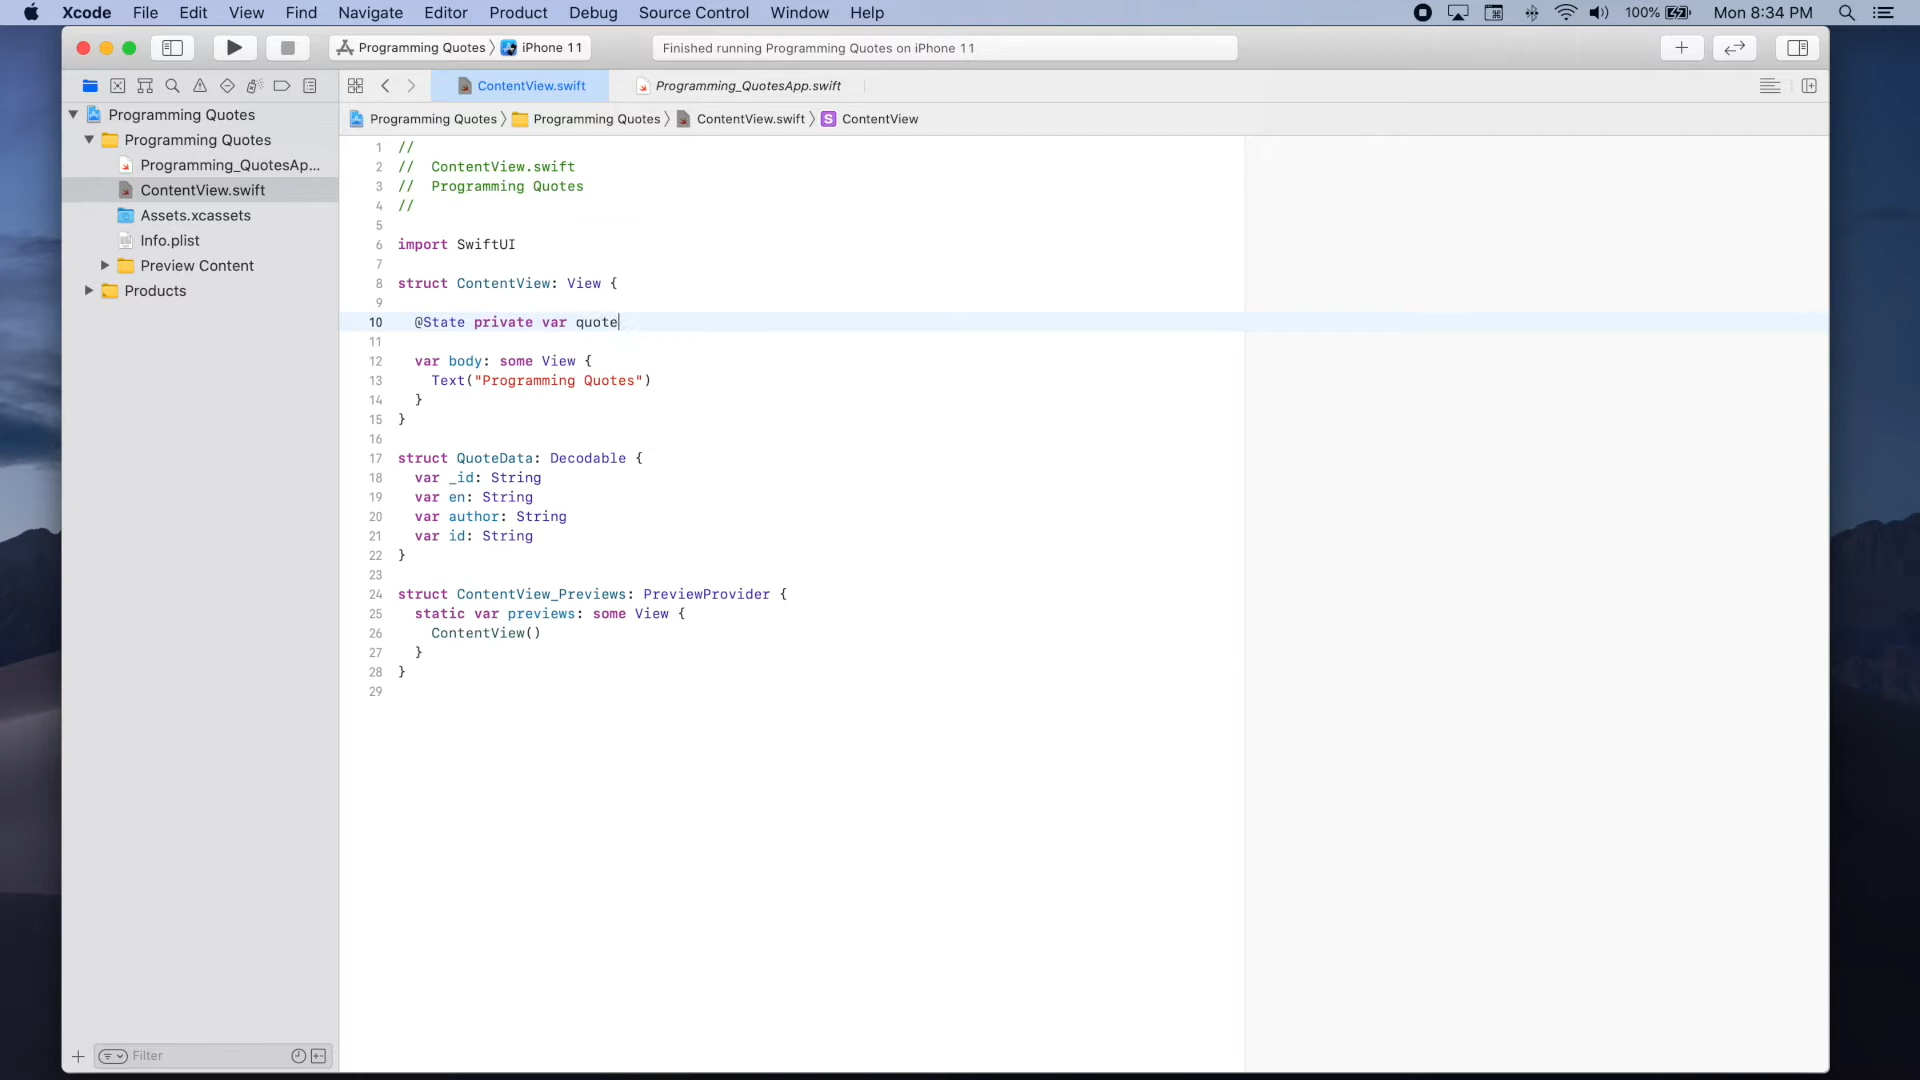 Xcode File Edit View Find Navigate Editor Product Debug Source Control Window Help 100% Mon 8:34 PM
Programming Quotes iPhone 11 Finished running Programming Quotes on iPhone 11
ContentView.swift Programming_QuotesApp.swift
Programming Quotes Programming Quotes ContentView.swift S ContentView
Programming Quotes
Programming Quotes
Programming_QuotesAp...
ContentView.swift
Assets.xcassets
Info.plist
Preview Content
Products
1 //
2 // ContentView.swift
3 // Programming Quotes
4 //
5
6 import SwiftUI
7
8 struct ContentView: View {
9
10 @State private var quote
11
12 var body: some View {
13 Text("Programming Quotes")
14 }
15 }
16
17 struct QuoteData: Decodable {
18 var _id: String
19 var en: String
20 var author: String
21 var id: String
22 }
23
24 struct ContentView_Previews: PreviewProvider {
25 static var previews: some View {
26 ContentView()
27 }
28 }
29
Filter